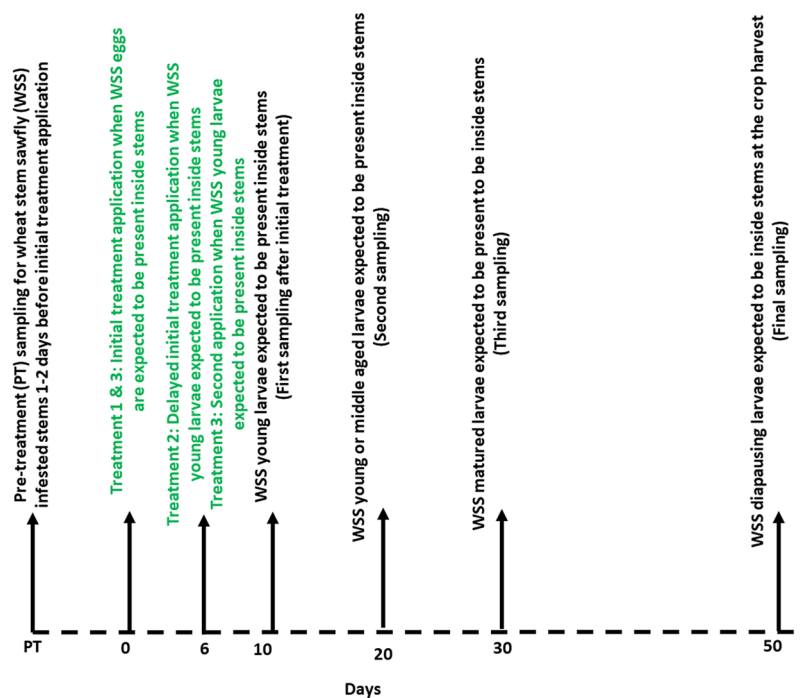 Pre-treatment (PT) sampling for wheat stem sawfly (WSS)
infested stems 1-2 days before initial treatment application
Treatment 1 & 3: Initial treatment application when WSS eggs
are expected to be present inside stems
Treatment 2: Delayed initial treatment application when WSS
young larvae expected to be present inside stems
Treatment 3: Second application when WSS young larvae
expected to be present inside stems
WSS young larvae expected to be present inside stems
(First sampling after initial treatment)
WSS young or middle aged larvae expected to be present inside stems
(Second sampling)
WSS matured larvae expected to be present to be inside stems
(Third sampling)
WSS diapausing larvae expected to be inside stems at the crop harvest
(Final sampling)
PT
0
6
10
20
30
50
Days